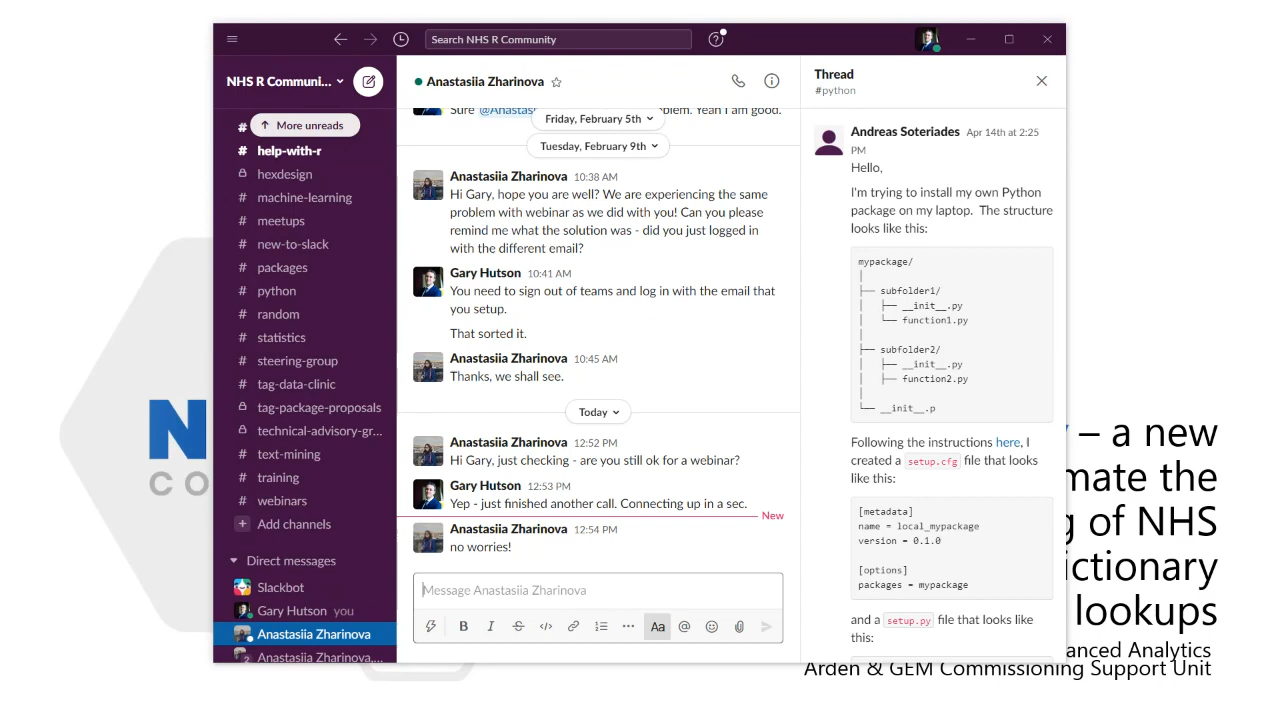 Search NHS R Community
NHS R Communi...
#
More unreads
# help-with-r
hexdesign
# machine-learning
# meetups
# new-to-slack
# packages
# python
# random
# statistics
# steering-group
# tag-data-clinic
tag-package-proposals
technical-advisory-gr...
# text-mining
# training
# webinars
+ Add channels
Direct messages
Slackbot
Gary Hutson you
Anastasiia Zharinova
2 Anastasiia Zharinova,...
Anastasiia Zharinova
Sure @Anastas oblem. Yeah I am good.
Friday, February 5th
Tuesday, February 9th
Anastasiia Zharinova 10:38 AM
Hi Gary, hope you are well? We are experiencing the same
problem with webinar as we did with you! Can you please
remind me what the solution was - did you just logged in
with the different email?
Gary Hutson 10:41 AM
You need to sign out of teams and log in with the email that
you setup.
That sorted it.
Anastasiia Zharinova 10:45 AM
Thanks, we shall see.
Today
Anastasiia Zharinova 12:52 PM
Hi Gary, just checking - are you still ok for a webinar?
Gary Hutson 12:53 PM
Yep - just finished another call. Connecting up in a sec.
New
Anastasiia Zharinova 12:54 PM
no worries!
Message Anastasiia Zharinova
B I S </> Aa @
Thread
#python
Andreas Soteriades Apr 14th at 2:25
PM
Hello,
I'm trying to install my own Python
package on my laptop. The structure
looks like this:
mypackage/
│
├── subfolder1/
│   ├── __init__.py
│   └── function1.py
│
├── subfolder2/
│   ├── __init__.py
│   ├── function2.py
│
└── __init__.p
Following the instructions here, I
created a setup.cfg file that looks
like this:
[metadata]
name = local_mypackage
version = 0.1.0
[options]
packages = mypackage
and a setup.py file that looks like
this:
N
CO
– a new
mate the
g of NHS
ictionary
lookups
anced Analytics
Arden & GEM Commissioning Support Unit